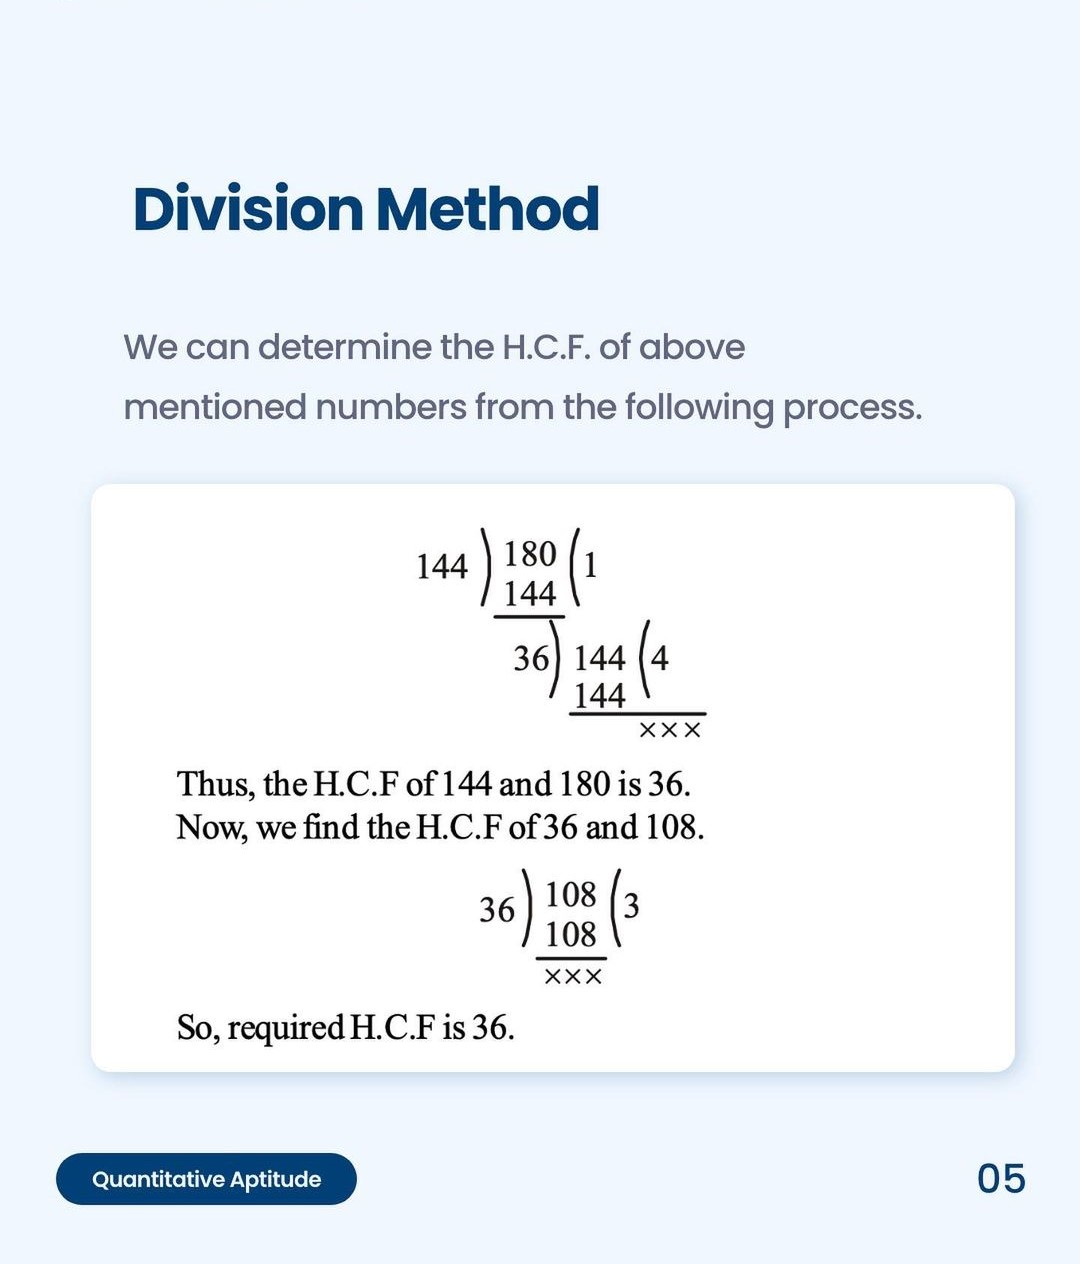 Division Method
We can determine the H.C.F. of above
mentioned numbers from the following process.
144 ) 180 ( 1
144
36 ) 144 ( 4
144
×××
Thus, the H.C.F of 144 and 180 is 36.
Now, we find the H.C.F of 36 and 108.
36 ) 108 ( 3
108
×××
So, required H.C.F is 36.
Quantitative Aptitude
05